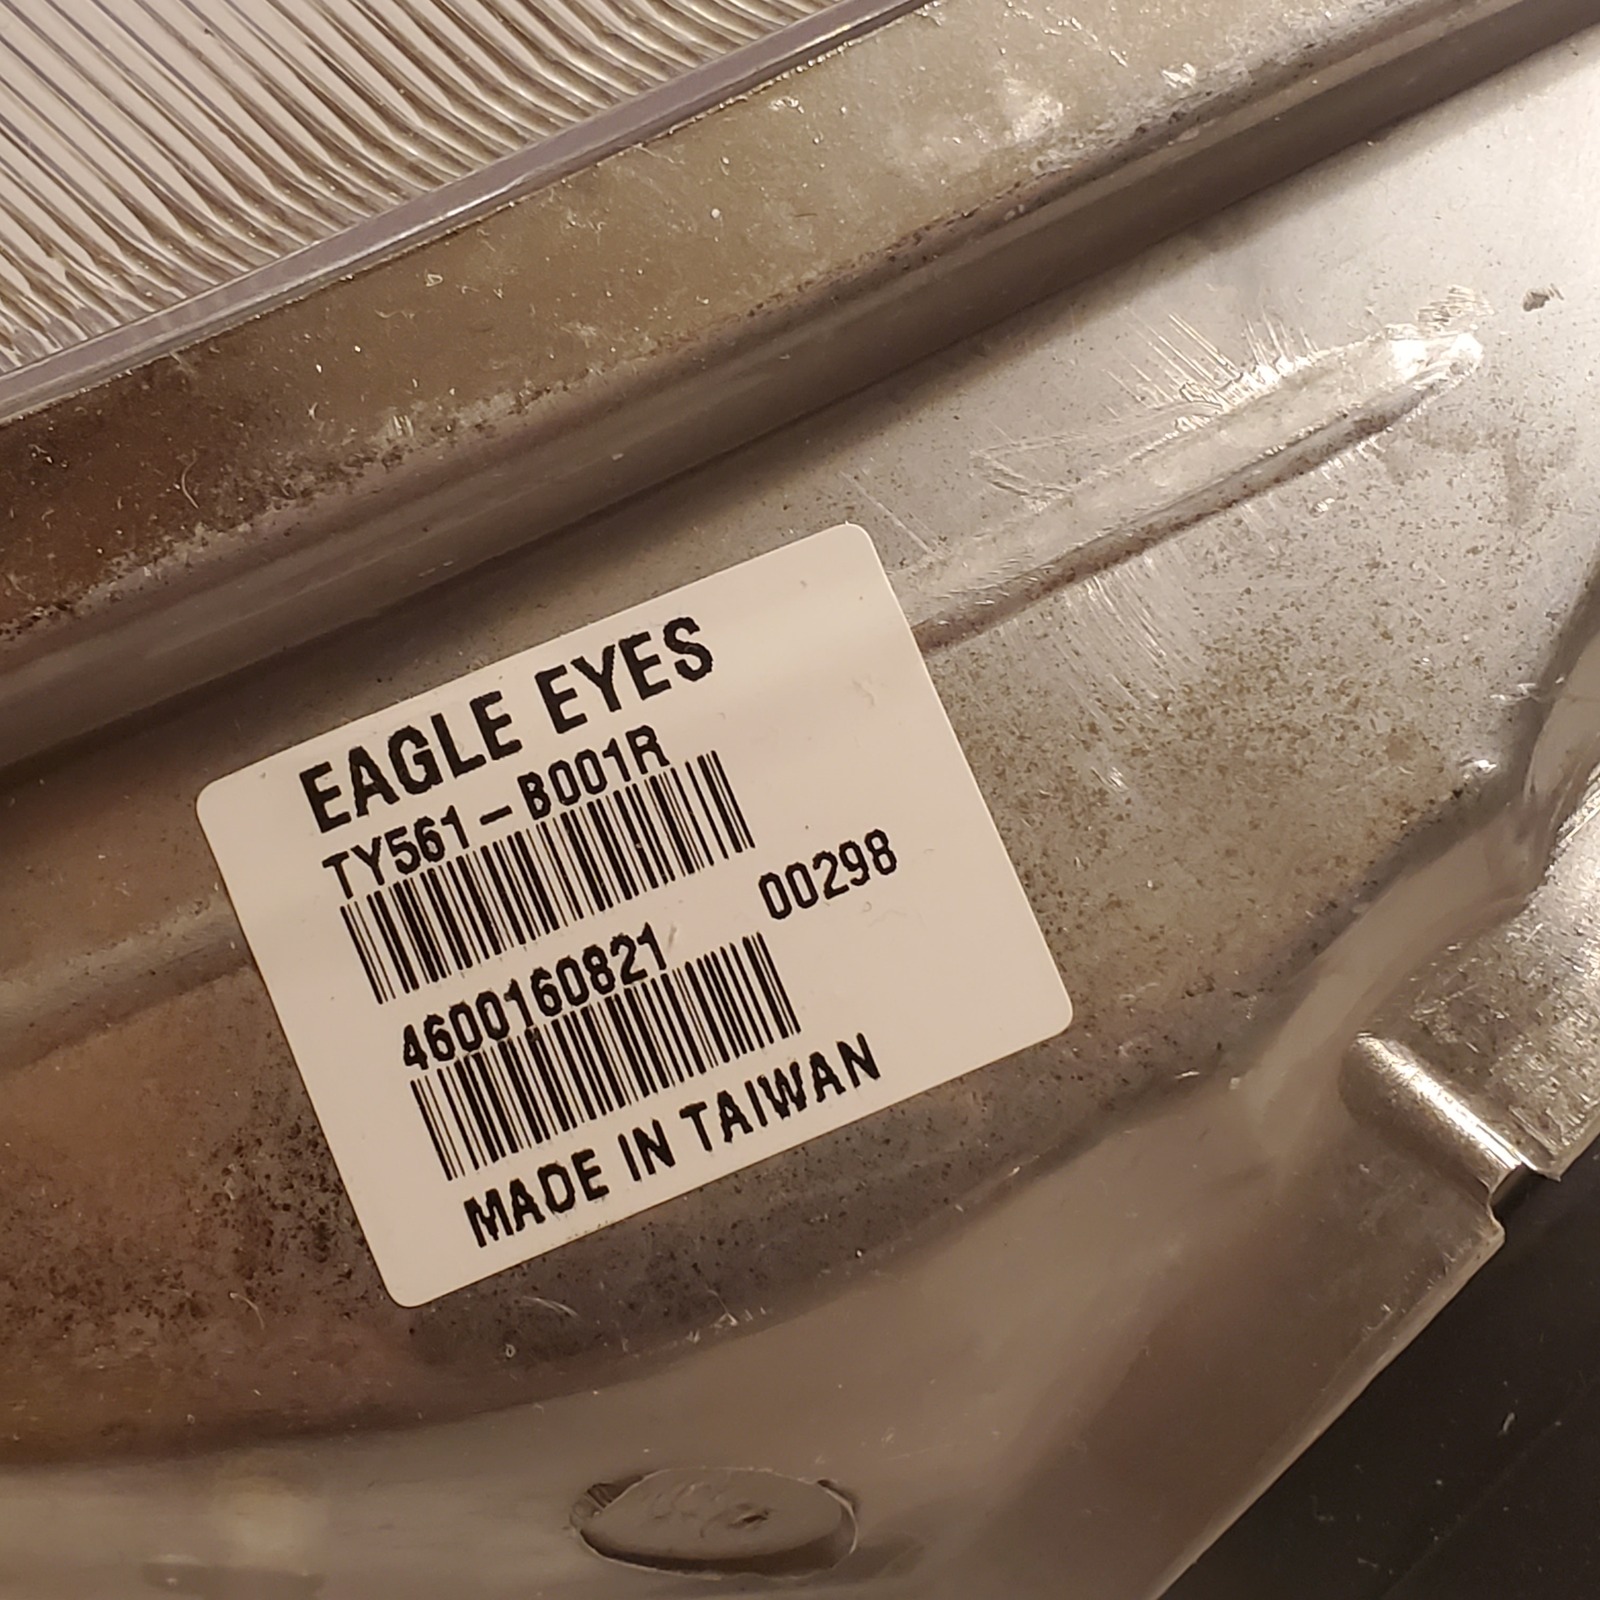 EAGLE EYES
TY561-B001R
00298
4600160821
MADE IN TAIWAN